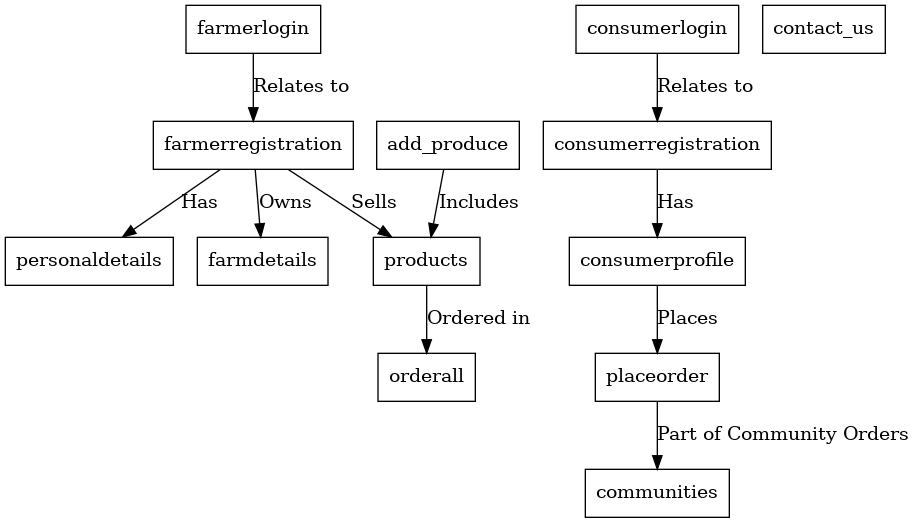 farmerlogin
consumerlogin
contact_us
Relates to
Relates to
farmerregistration
add_produce
consumerregistration
Has
Owns
Sells
Includes
Has
personaldetails
farmdetails
products
consumerprofile
Ordered in
Places
orderall
placeorder
Part of Community Orders
communities